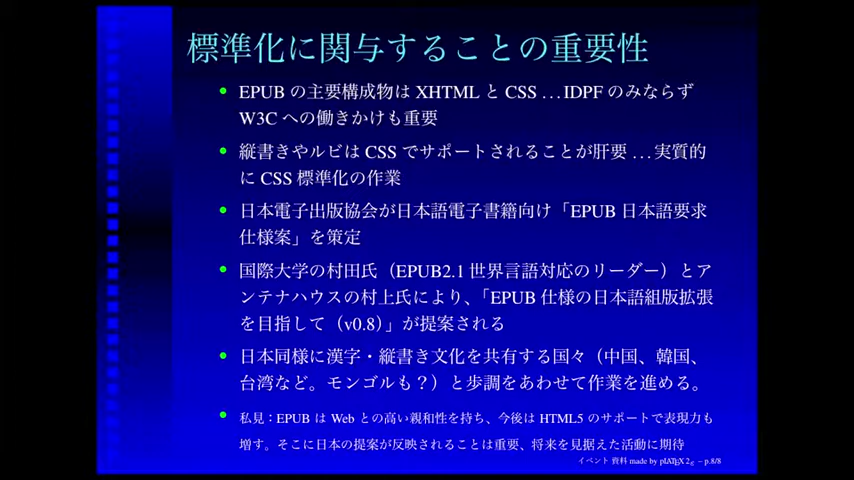 標準化に関与することの重要性
EPUB の主要構成物は XHTML と CSS …IDPF のみならず
W3C への働きかけも重要
縦書きやルビは CSS でサポートされることが肝要 …実質的
に CSS 標準化の作業
日本電子出版協会が日本語電子書籍向け「EPUB 日本語要求
仕様案」を策定
国際大学の村田氏（EPUB2.1 世界言語対応のリーダー）とア
ンテナハウスの村上氏により、「EPUB 仕様の日本語組版拡張
を目指して（v0.8）」が提案される
日本同様に漢字・縦書き文化を共有する国々（中国、韓国、
台湾など。モンゴルも？）と歩調をあわせて作業を進める。
私見：EPUB は Web との高い親和性を持ち、今後は HTML5 のサポートで表現力も
増す。そこに日本の提案が反映されることは重要、将来を見据えた活動に期待
イベント 資料 made by pLATEX 2ε – p.8/8